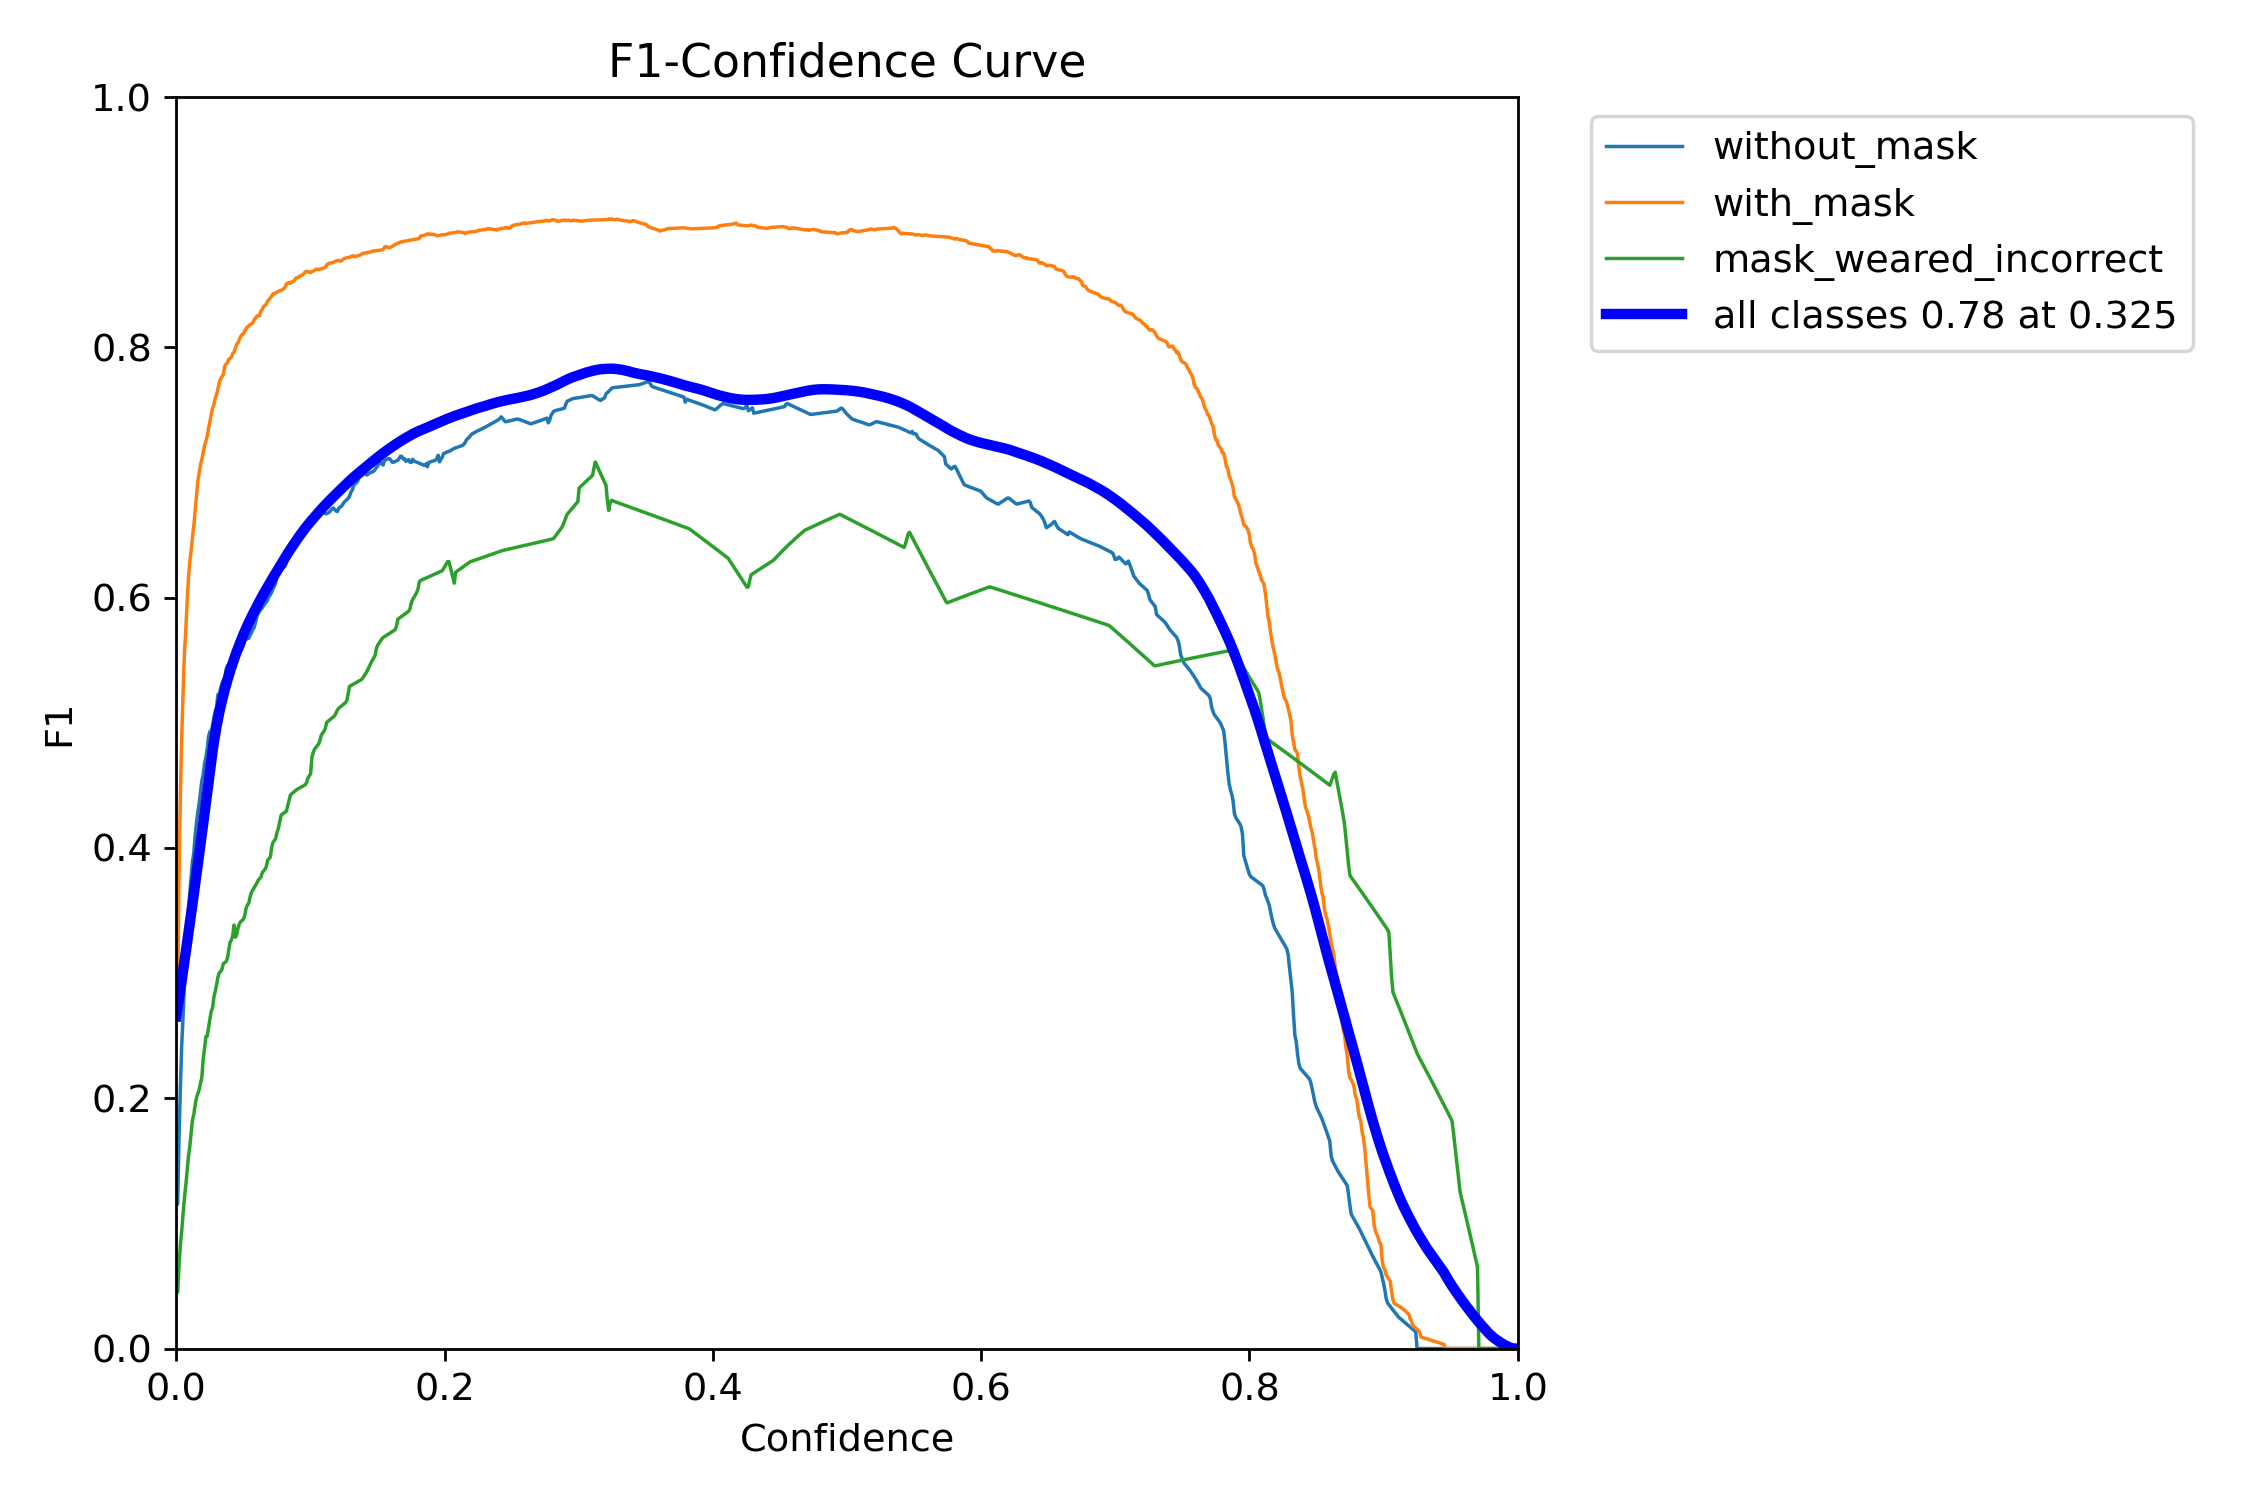 F1-Confidence Curve
1.0
0.8
0.6
0.4
0.2
0.0
F1
0.0 0.2 0.4 0.6 0.8 1.0
Confidence
without_mask
with_mask
mask_weared_incorrect
all classes 0.78 at 0.325